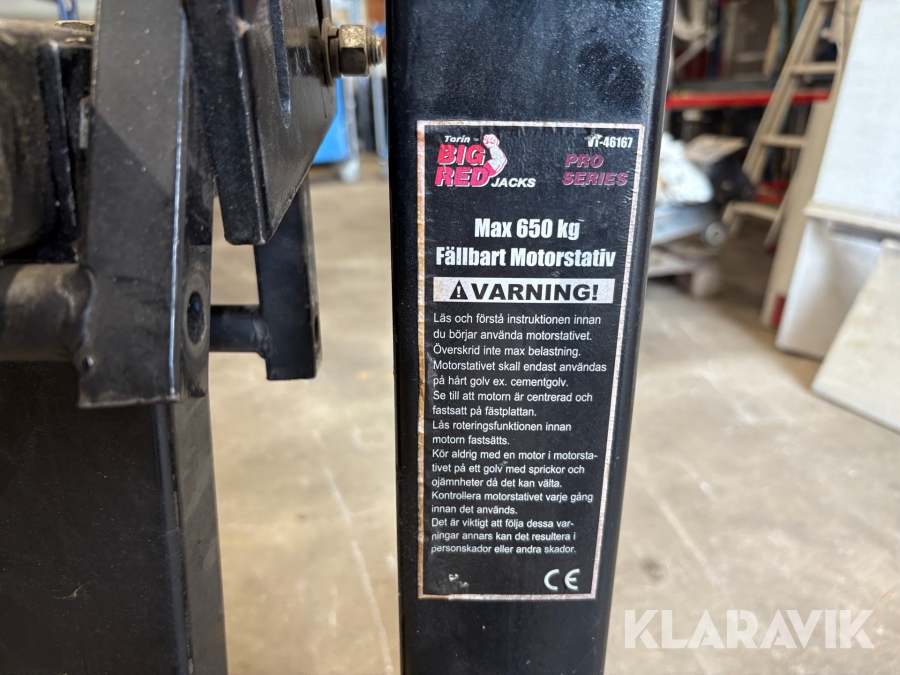 Torin
BIG
RED JACKS
VT-46167
PRO
SERIES
Max 650 kg
Fällbart Motorstativ
VARNING!
Läs och förstå instruktionen innan
du börjar använda motorstativet.
Överskrid inte max belastning.
Motorstativet skall endast användas
på hårt golv ex. cementgolv.
Se till att motorn är centrerad och
fastsatt på fästplattan.
Lås roteringsfunktionen innan
motorn fastsätts.
Kör aldrig med en motor i motorsta-
tivet på ett golv med sprickor och
ojämnheter då det kan välta.
Kontrollera motorstativet varje gång
innan det används.
Det är viktigt att följa dessa var-
ningar annars kan det resultera i
personskador eller andra skador.
CE
KLARAVIK